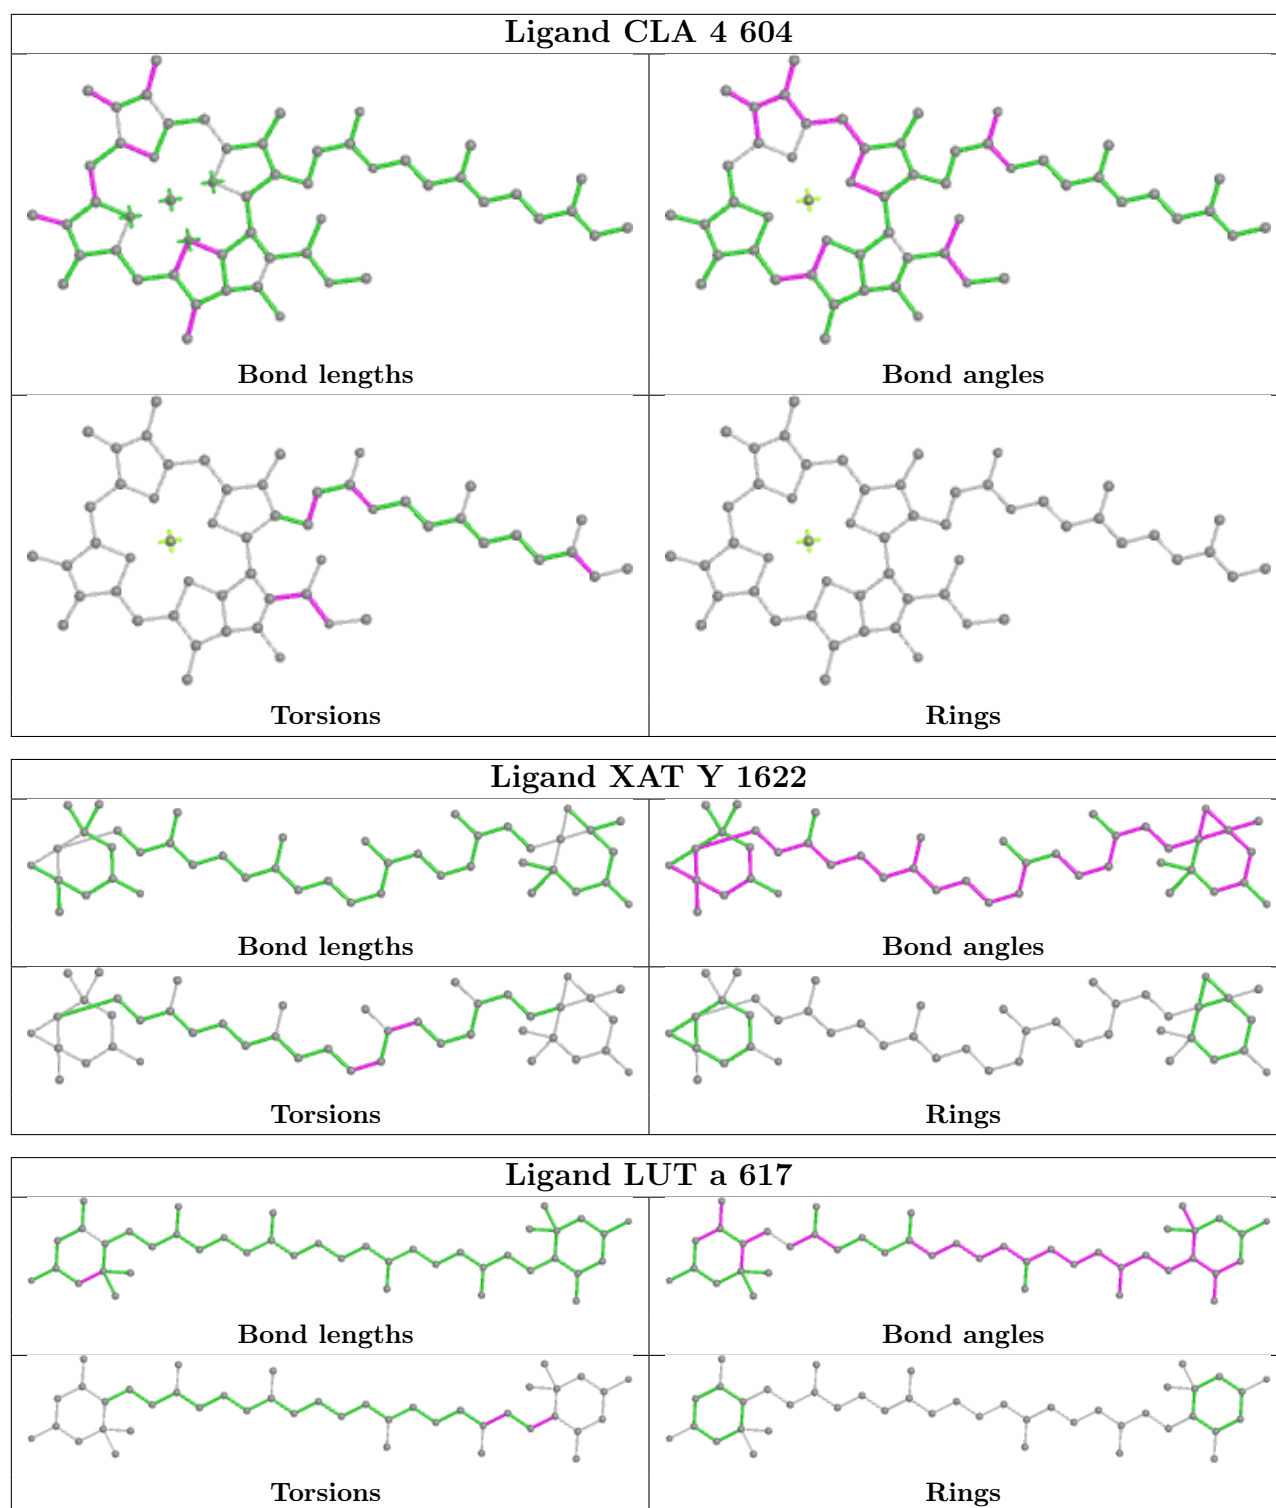 Ligand CLA 4 604
Bond lengths
Bond angles
Torsions
Rings
Ligand XAT Y 1622
Bond lengths
Bond angles
Torsions
Rings
Ligand LUT a 617
Bond lengths
Bond angles
Torsions
Rings